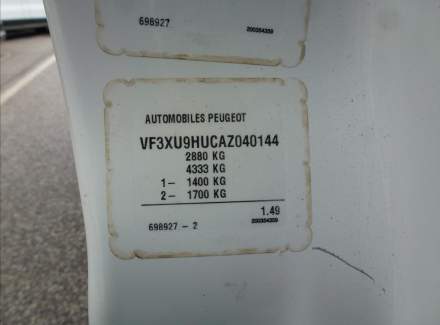 698927
AUTOMOBILES PEUGEOT
VF3XU9HUCAZ040144
2880 KG
4333 KG
1- 1400 KG
2- 1700 KG
1.49
698927 - 2